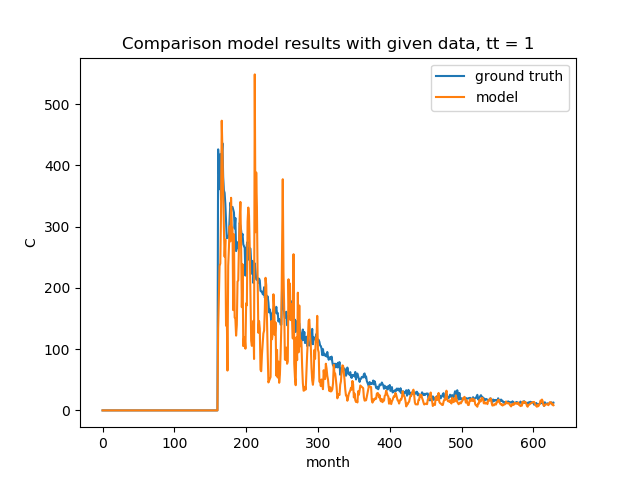 Comparison model results with given data, tt = 1
ground truth
model
500
400
300
200
100
0
C
0 100 200 300 400 500 600
month